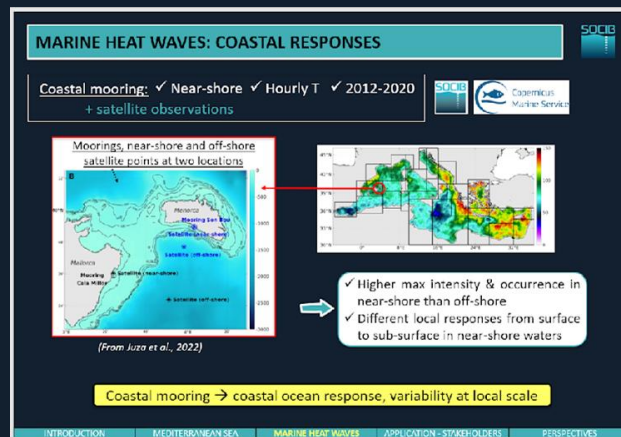 MARINE HEAT WAVES: COASTAL RESPONSES
SOCIB
Coastal mooring: ✓ Near-shore ✓ Hourly T ✓ 2012-2020
+ satellite observations
SOCIB
Copernicus
Marine Service
Moorings, near-shore and off-shore
satellite points at two locations
B
Menorca
Satellite (near-shore)
Satellite (off-shore)
Mallorca
Mooring
Cala Millor
Satellite (near-shore)
Satellite (off-shore)
(From Juza et al., 2022)
✓ Higher max intensity & occurrence in
near-shore than off-shore
✓ Different local responses from surface
to sub-surface in near-shore waters
Coastal mooring → coastal ocean response, variability at local scale
INTRODUCTION MEDITERRANEAN SEA MARINE HEAT WAVES APPLICATION - STAKEHOLDERS PERSPECTIVES